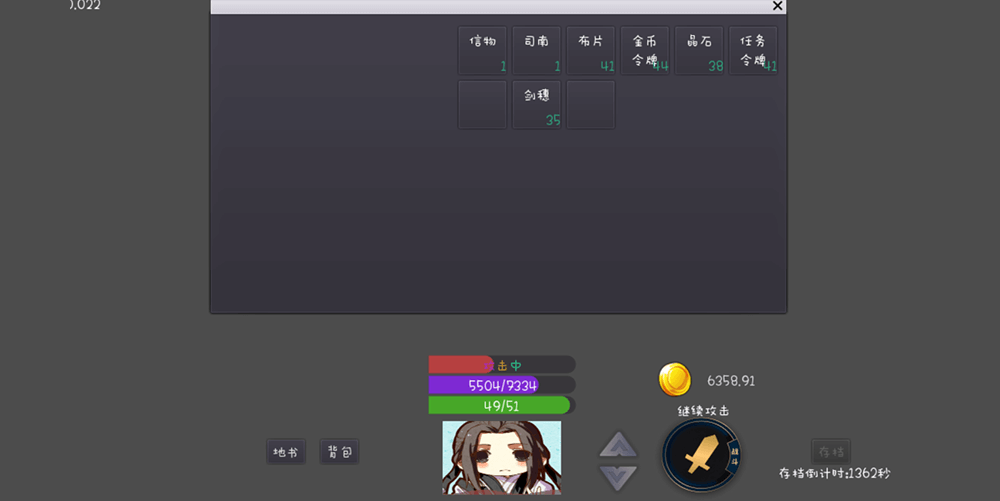 ).022
信物
1
司南
1
布片
41
金币
令牌
44
晶石
38
任务
令牌
41
剑穗
35
击中
5504/9334
49/51
6358.91
继续攻击
战斗
地书
背包
存档
存档倒计时:1362秒